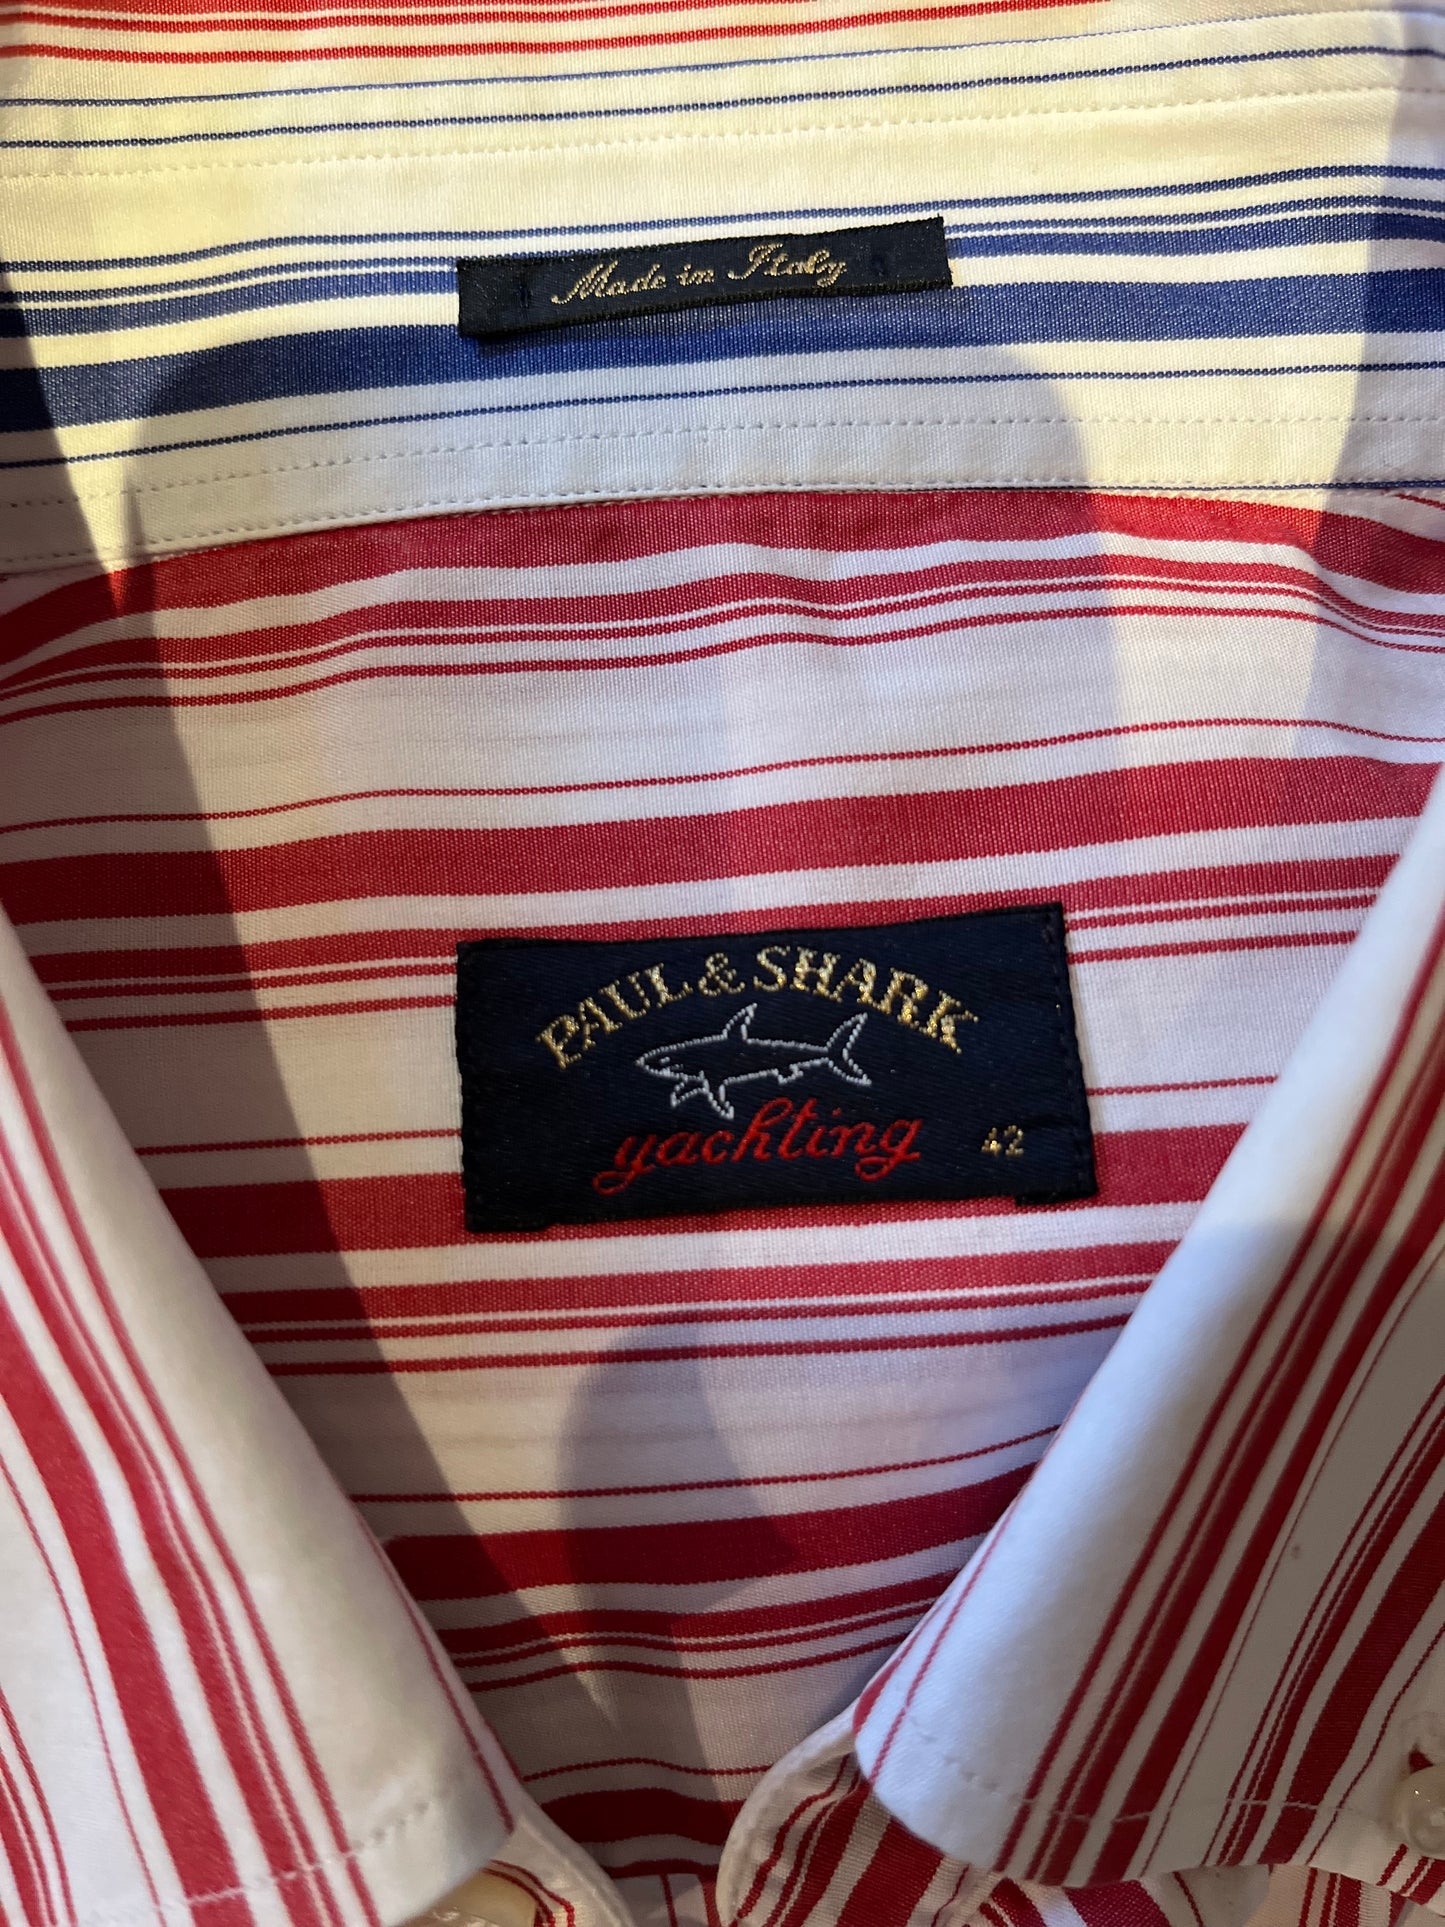 Made in Italy
PAUL & SHARK
yachting 42